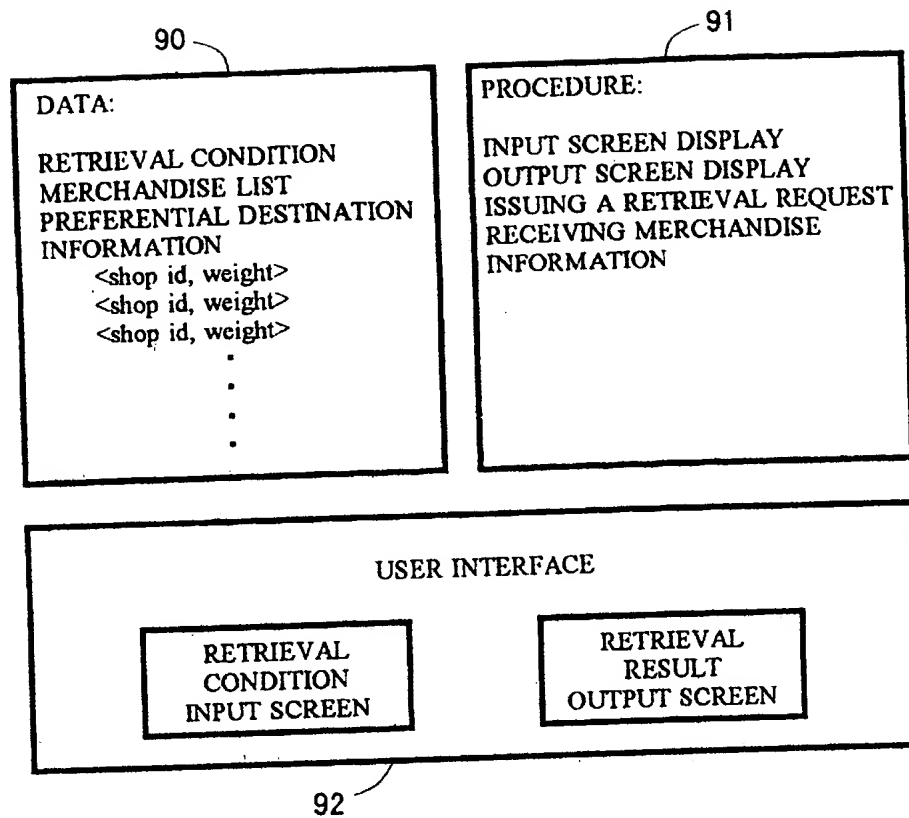 90
91
DATA:
RETRIEVAL CONDITION
MERCHANDISE LIST
PREFERENTIAL DESTINATION
INFORMATION
<shop id, weight>
<shop id, weight>
<shop id, weight>
.
.
.
.
PROCEDURE:
INPUT SCREEN DISPLAY
OUTPUT SCREEN DISPLAY
ISSUING A RETRIEVAL REQUEST
RECEIVING MERCHANDISE
INFORMATION
USER INTERFACE
RETRIEVAL
CONDITION
INPUT SCREEN
RETRIEVAL
RESULT
OUTPUT SCREEN
92